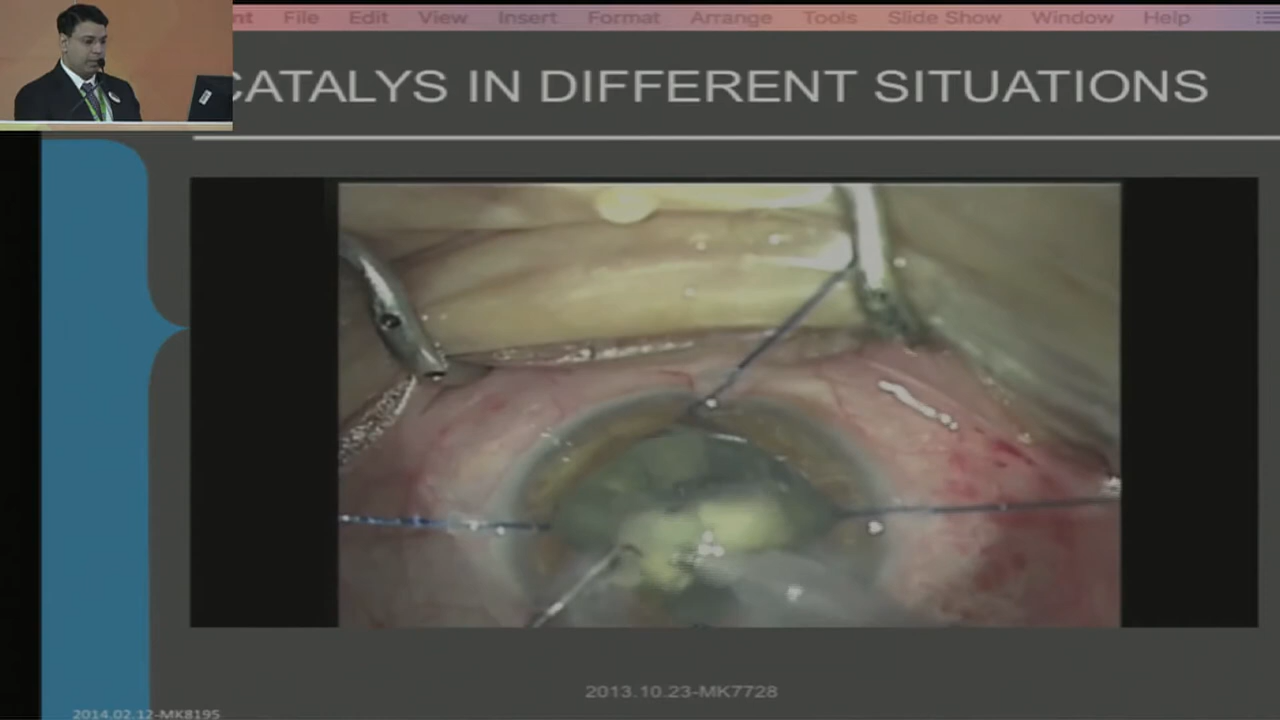 File Edit View Insert Format Arrange Tools Slide Show Window Help
CATALYS IN DIFFERENT SITUATIONS
2013.10.23-MK7728
2014.02.12-MK8195